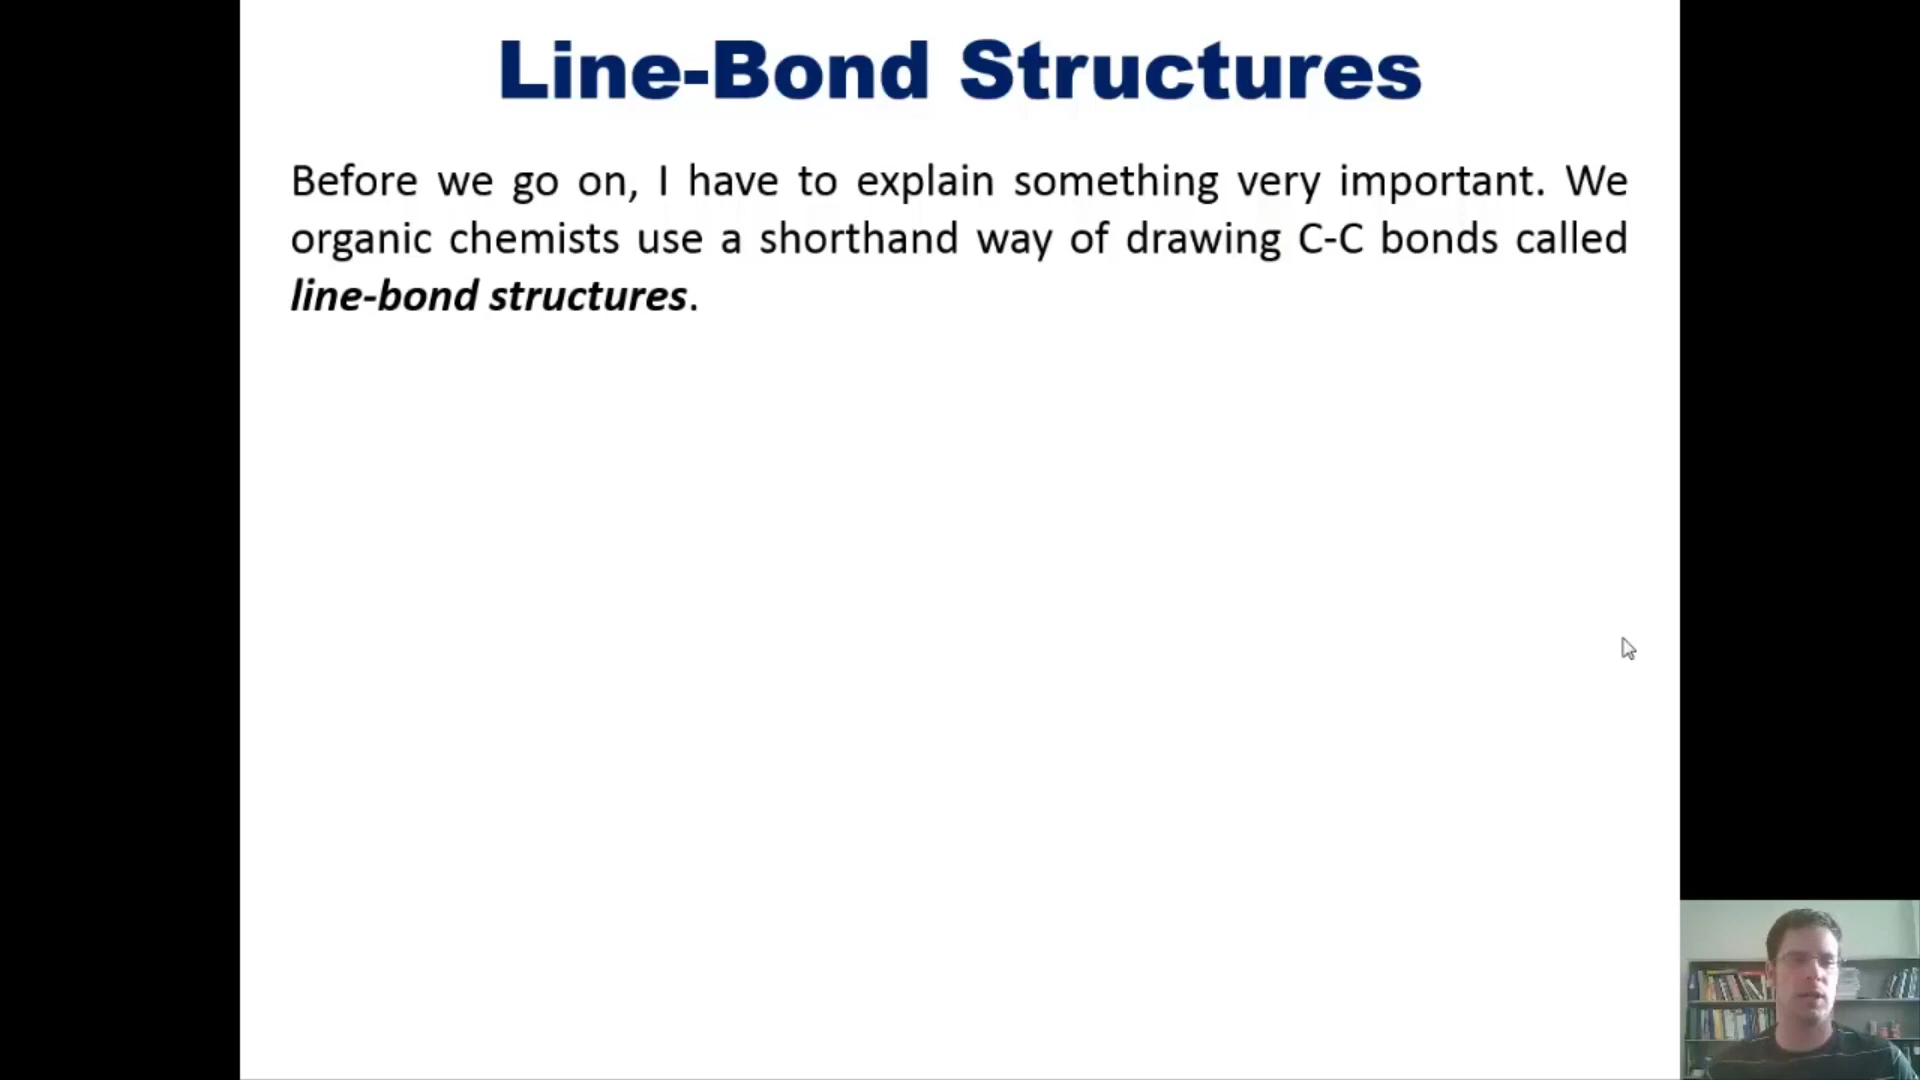 Line-Bond Structures
Before we go on, I have to explain something very important. We
organic chemists use a shorthand way of drawing C-C bonds called
line-bond structures.